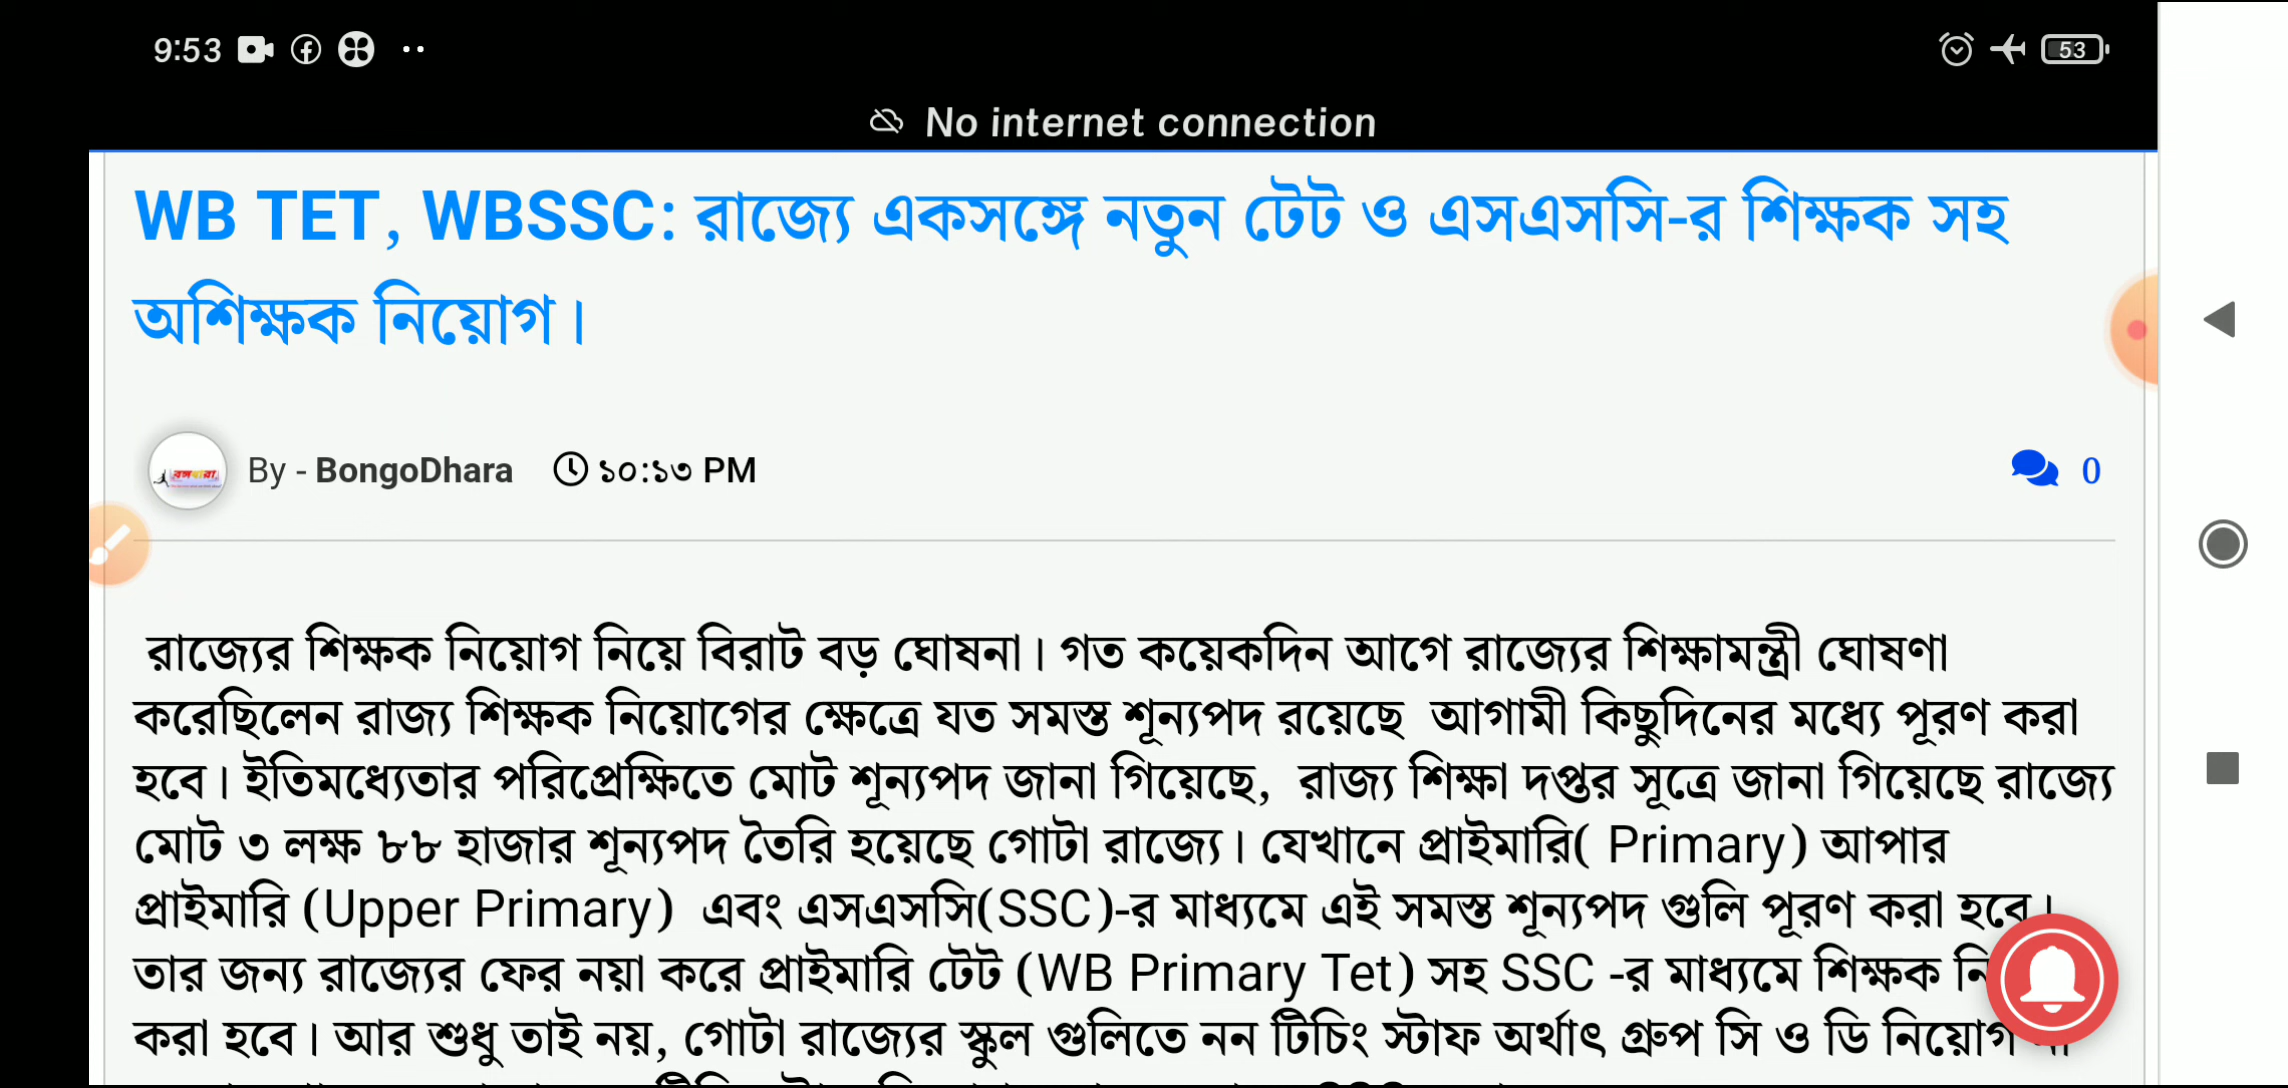 9:53
53
No internet connection
WB TET, WBSSC: রাজ্যে একসঙ্গে নতুন টেট ও এসএসসি-র শিক্ষক সহ
অশিক্ষক নিয়োগ।
By - BongoDhara ১০:১৩ PM
0
রাজ্যের শিক্ষক নিয়োগ নিয়ে বিরাট বড় ঘোষনা। গত কয়েকদিন আগে রাজ্যের শিক্ষামন্ত্রী ঘোষণা
করেছিলেন রাজ্য শিক্ষক নিয়োগের ক্ষেত্রে যত সমস্ত শূন্যপদ রয়েছে আগামী কিছুদিনের মধ্যে পূরণ করা
হবে। ইতিমধ্যেতার পরিপ্রেক্ষিতে মোট শূন্যপদ জানা গিয়েছে, রাজ্য শিক্ষা দপ্তর সূত্রে জানা গিয়েছে রাজ্যে
মোট ৩ লক্ষ ৮৮ হাজার শূন্যপদ তৈরি হয়েছে গোটা রাজ্যে। যেখানে প্রাইমারি( Primary) আপার
প্রাইমারি (Upper Primary) এবং এসএসসি(SSC)-র মাধ্যমে এই সমস্ত শূন্যপদ গুলি পূরণ করা হবে।
তার জন্য রাজ্যের ফের নয়া করে প্রাইমারি টেট (WB Primary Tet) সহ SSC -র মাধ্যমে শিক্ষক
করা হবে। আর শুধু তাই নয়, গোটা রাজ্যের স্কুল গুলিতে নন টিচিং স্টাফ অর্থাৎ গ্রুপ সি ও ডি নিয়োগ